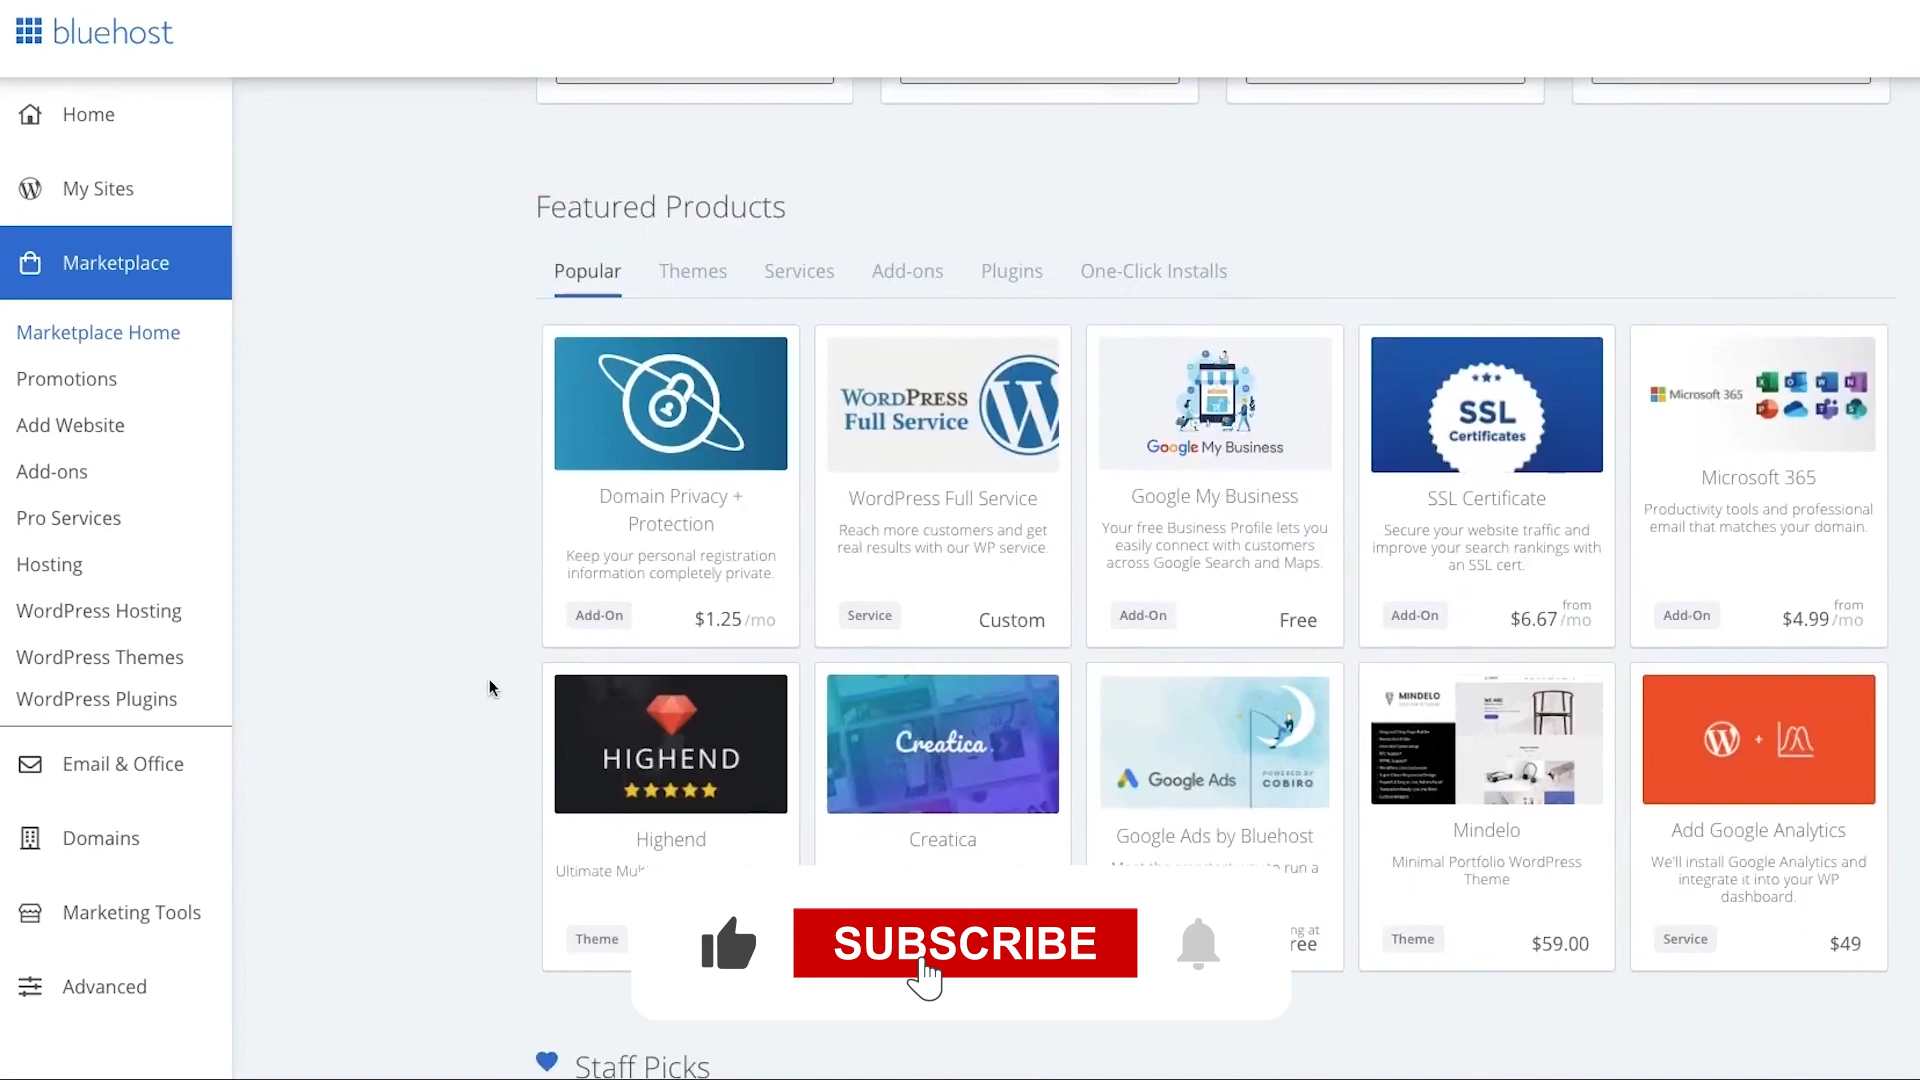 bluehost
Home
My Sites
Marketplace
Marketplace Home
Promotions
Add Website
Add-ons
Pro Services
Hosting
WordPress Hosting
WordPress Themes
WordPress Plugins
Email & Office
Domains
Marketing Tools
Advanced
Featured Products
Popular Themes Services Add-ons Plugins One-Click Installs
Domain Privacy +
Protection
Keep your personal registration
information completely private.
Add-On $1.25 /mo
WORDPRESS
Full Service
WordPress Full Service
Reach more customers and get
real results with our WP service.
Service Custom
Google My Business
Google My Business
Your free Business Profile lets you
easily connect with customers
across Google Search and Maps.
Add-On Free
SSL
Certificates
SSL Certificate
Secure your website traffic and
improve your search rankings with
an SSL cert.
from
Add-On $6.67 /mo
Microsoft 365
Microsoft 365
Productivity tools and professional
email that matches your domain.
from
Add-On $4.99 /mo
HIGHEND
Highend
Ultimate
Theme
Creatica
Creatica
Google Ads POWERED BY
COBIRO
Google Ads by Bluehost
Meet the smartest way to run a
MINDELO
Mindelo
Minimal Portfolio WordPress
Theme
Theme $59.00
Add Google Analytics
We'll install Google Analytics and
integrate it into your WP
dashboard.
Service $49
SUBSCRIBE
Staff Picks